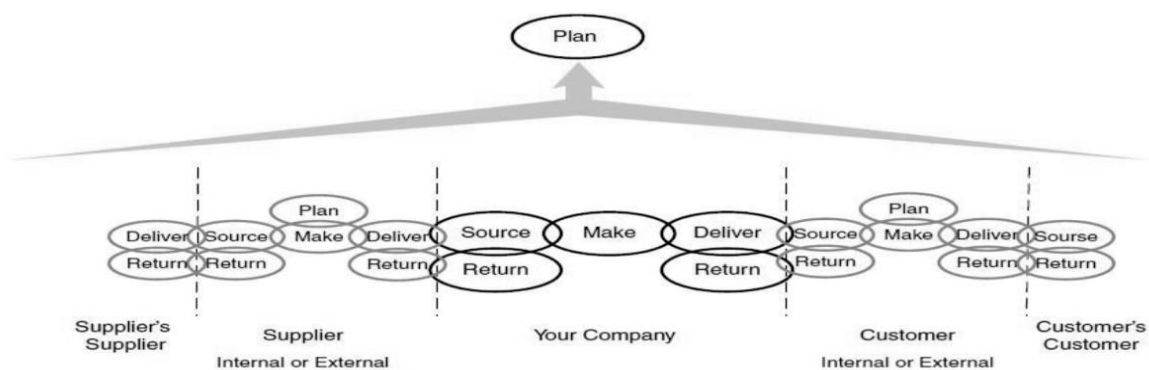 Plan
Plan
Plan
Deliver Source Make Deliver Source Make Deliver Source Make Deliver Sourse
Return Return Return Return Return Return Return Return
Supplier's
Supplier
Supplier
Internal or External
Your Company
Customer
Internal or External
Customer's
Customer